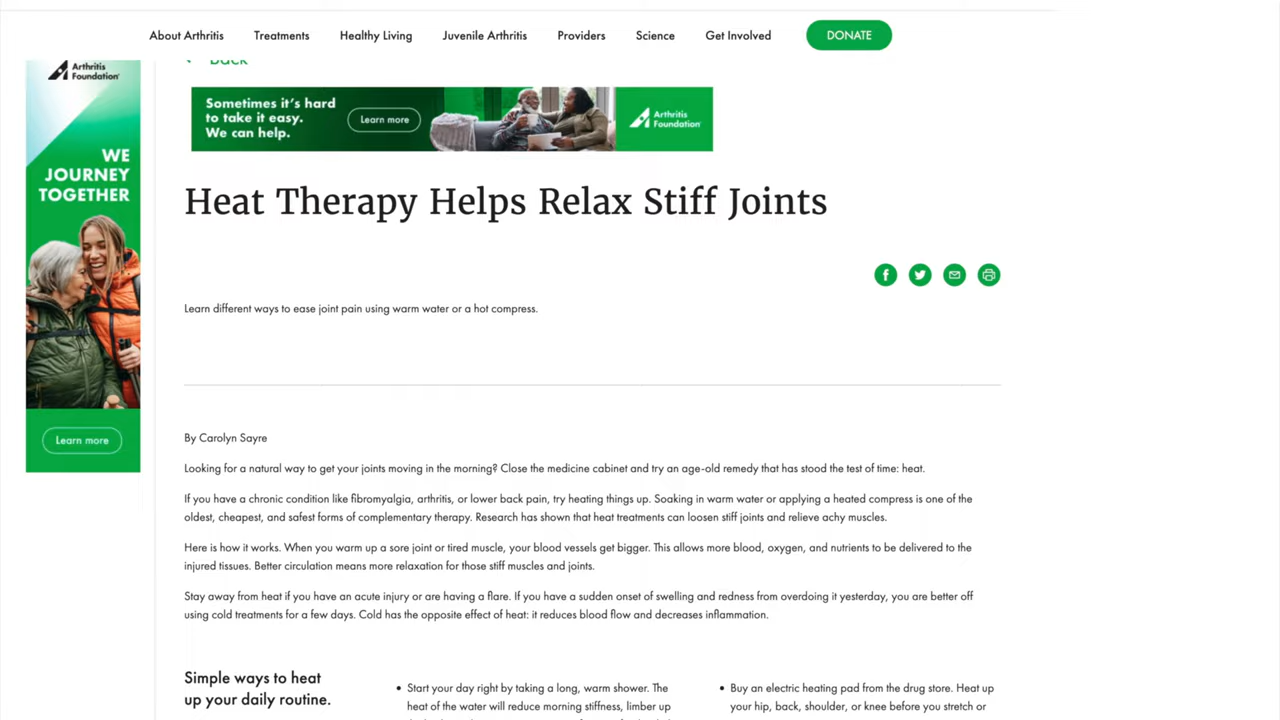 About Arthritis
Treatments
Healthy Living
Juvenile Arthritis
Providers
Science
Get Involved
DONATE
Back
Arthritis
Foundation
WE
JOURNEY
TOGETHER
Learn more
Sometimes it's hard
to take it easy.
We can help.
Learn more
Arthritis
Foundation
Heat Therapy Helps Relax Stiff Joints
Learn different ways to ease joint pain using warm water or a hot compress.
By Carolyn Sayre
Looking for a natural way to get your joints moving in the morning? Close the medicine cabinet and try an age-old remedy that has stood the test of time: heat.
If you have a chronic condition like fibromyalgia, arthritis, or lower back pain, try heating things up. Soaking in warm water or applying a heated compress is one of the
oldest, cheapest, and safest forms of complementary therapy. Research has shown that heat treatments can loosen stiff joints and relieve achy muscles.
Here is how it works. When you warm up a sore joint or tired muscle, your blood vessels get bigger. This allows more blood, oxygen, and nutrients to be delivered to the
injured tissues. Better circulation means more relaxation for those stiff muscles and joints.
Stay away from heat if you have an acute injury or are having a flare. If you have a sudden onset of swelling and redness from overdoing it yesterday, you are better off
using cold treatments for a few days. Cold has the opposite effect of heat: it reduces blood flow and decreases inflammation.
Simple ways to heat
up your daily routine.
• Start your day right by taking a long, warm shower. The
heat of the water will reduce morning stiffness, limber up
• Buy an electric heating pad from the drug store. Heat up
your hip, back, shoulder, or knee before you stretch or